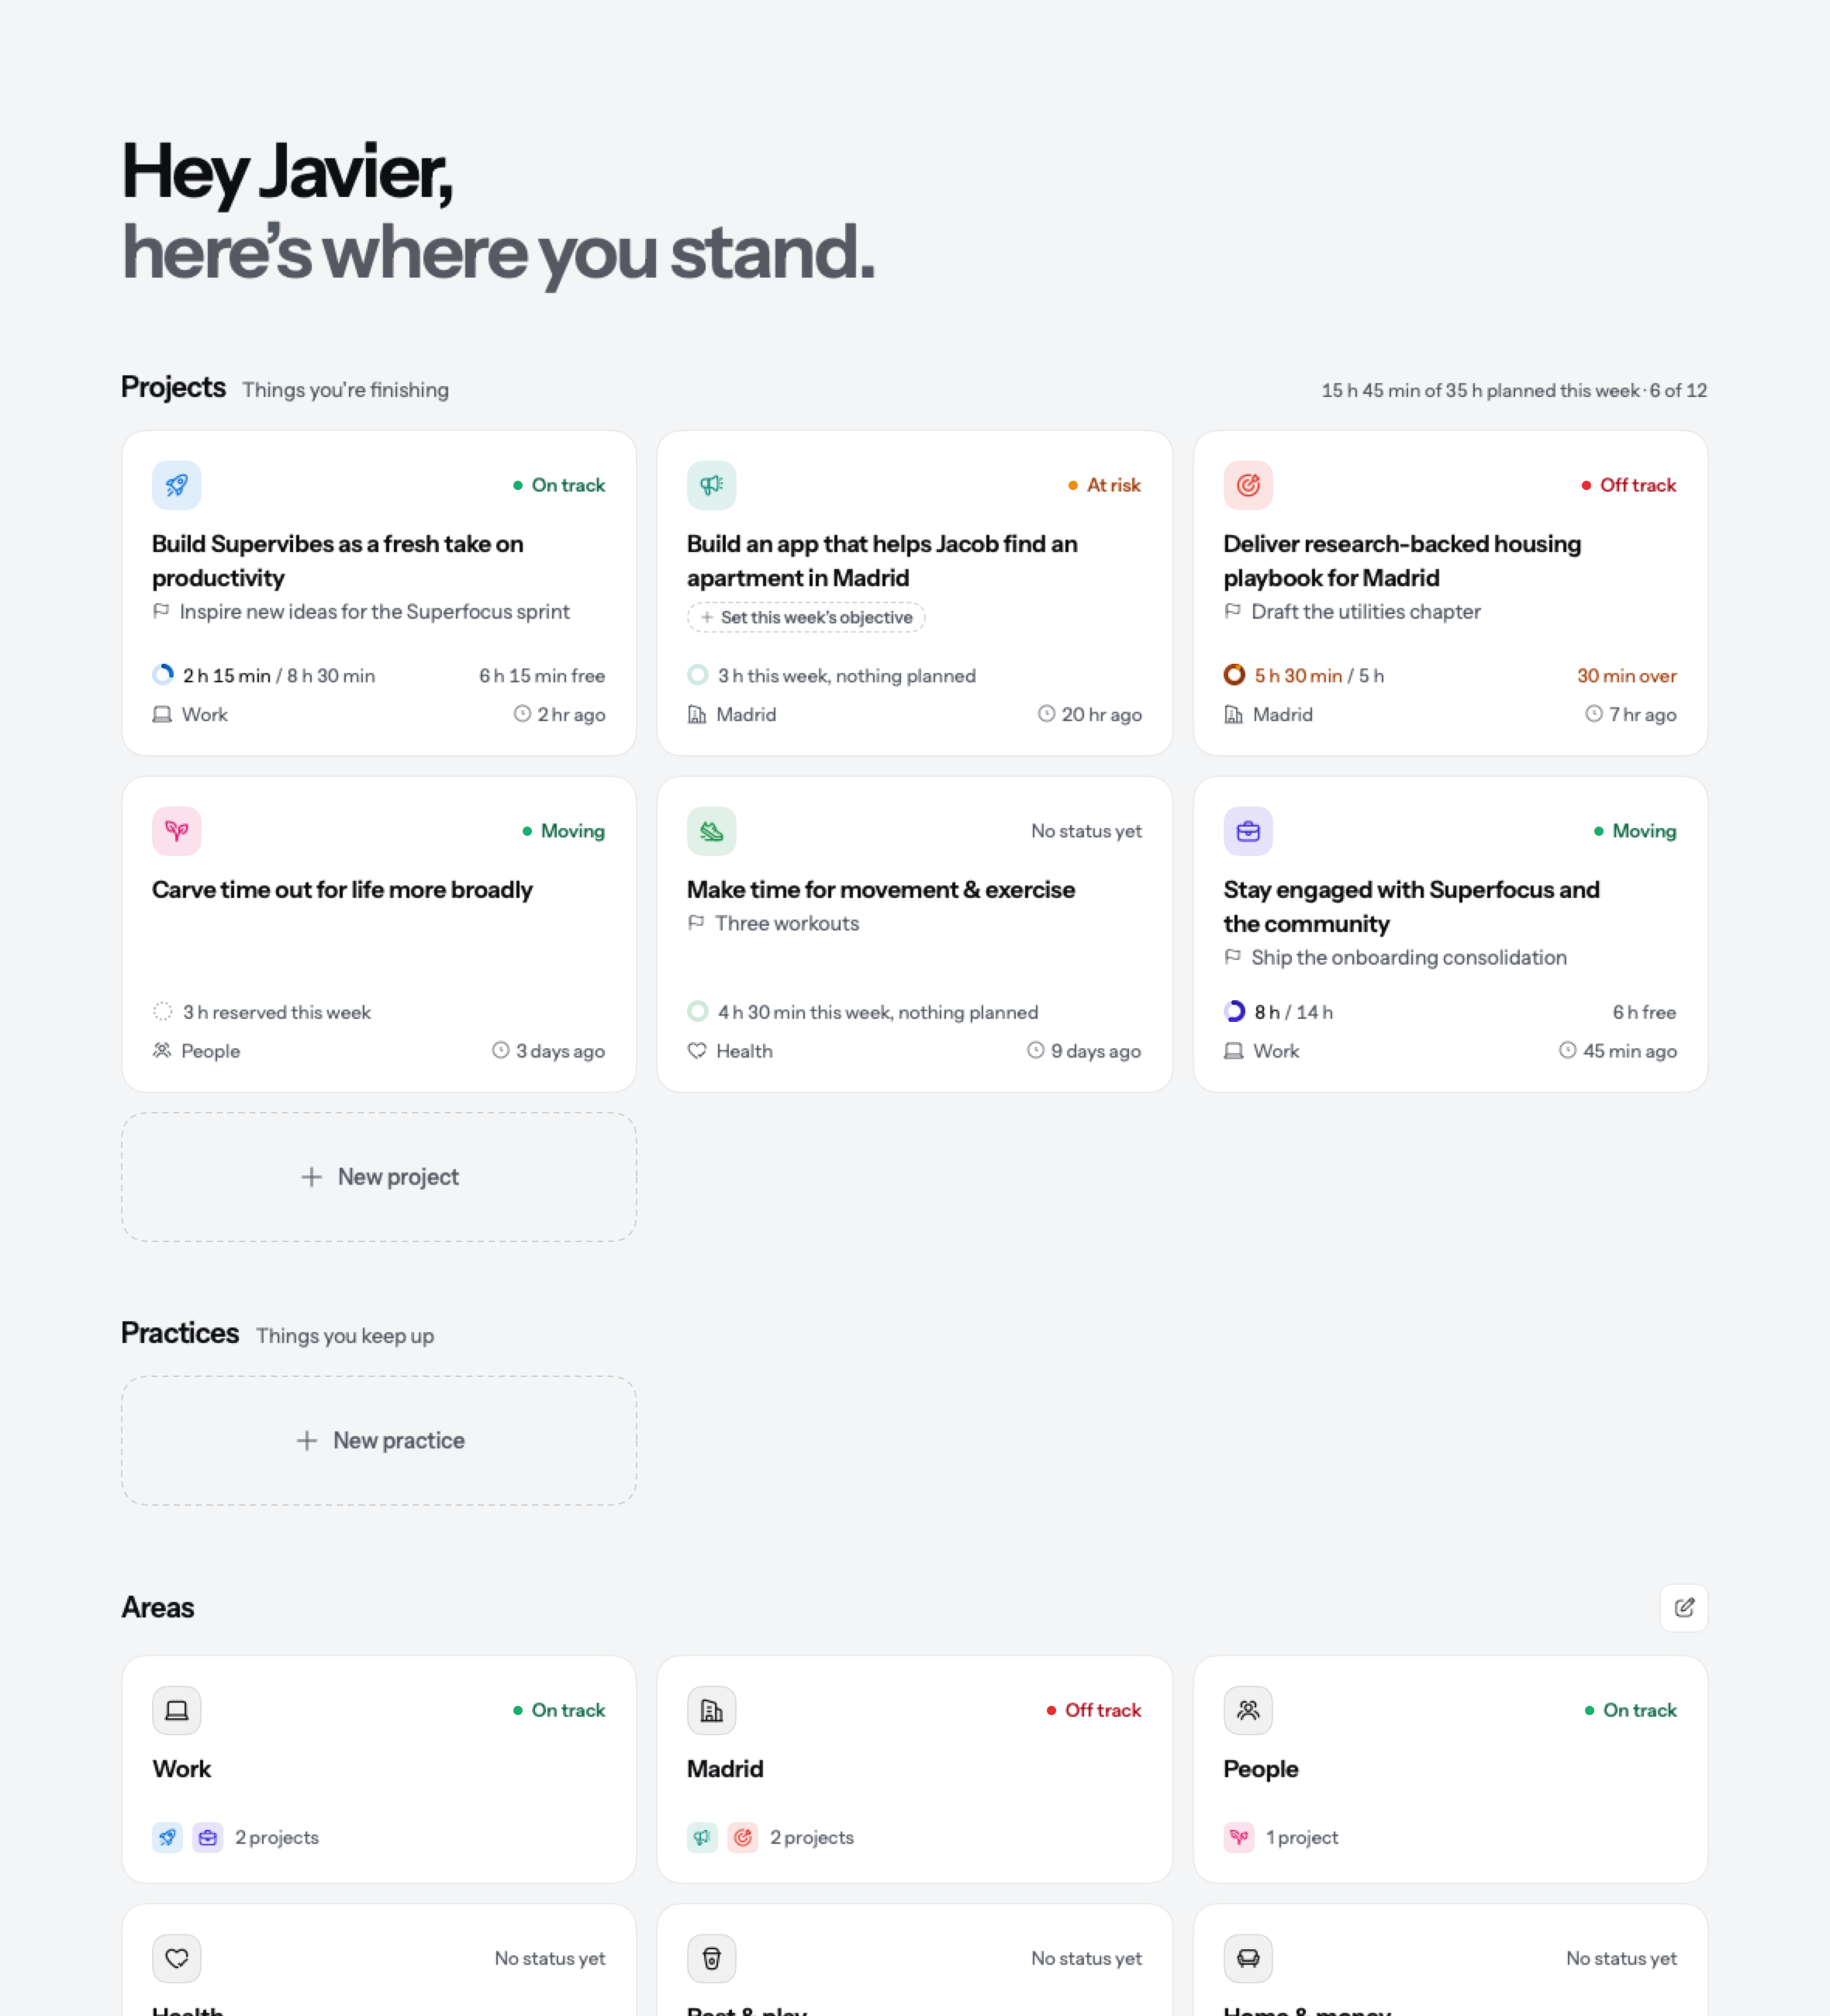 Hey Javier,
here’s where you stand.
Projects Things you’re finishing
15 h 45 min of 35 h planned this week · 6 of 12
On track
Build Supervibes as a fresh take on
productivity
Inspire new ideas for the Superfocus sprint
2 h 15 min / 8 h 30 min 6 h 15 min free
Work 2 hr ago
At risk
Build an app that helps Jacob find an
apartment in Madrid
+ Set this week’s objective
3 h this week, nothing planned
Madrid 20 hr ago
Off track
Deliver research-backed housing
playbook for Madrid
Draft the utilities chapter
5 h 30 min / 5 h 30 min over
Madrid 7 hr ago
Moving
Carve time out for life more broadly
3 h reserved this week
People 3 days ago
No status yet
Make time for movement & exercise
Three workouts
4 h 30 min this week, nothing planned
Health 9 days ago
Moving
Stay engaged with Superfocus and
the community
Ship the onboarding consolidation
8 h / 14 h 6 h free
Work 45 min ago
+ New project
Practices Things you keep up
+ New practice
Areas
On track
Work
2 projects
Off track
Madrid
2 projects
On track
People
1 project
No status yet
Health
No status yet
Rest & play
No status yet
Home & money